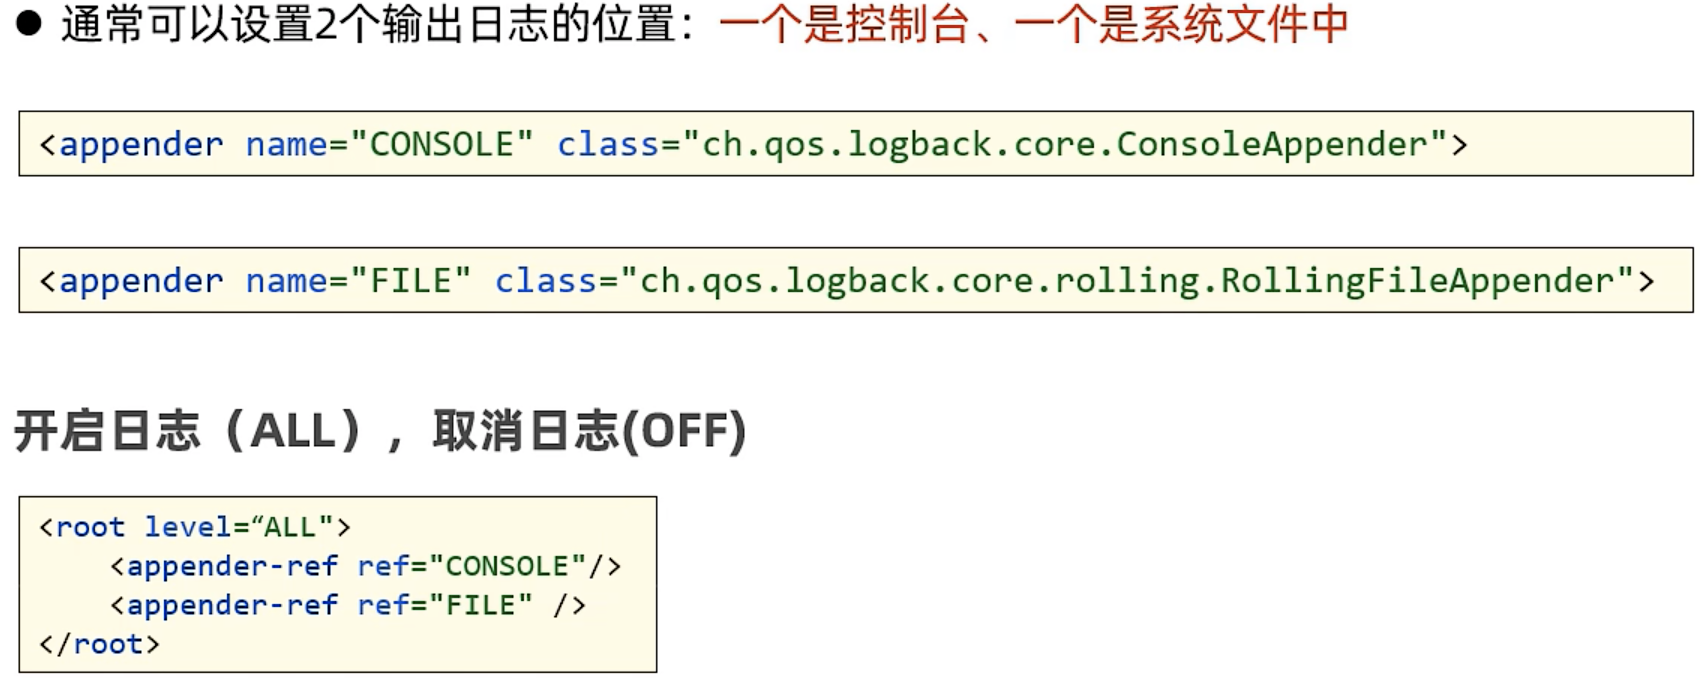 ● 通常可以设置2个输出日志的位置：一个是控制台、一个是系统文件中
<appender name="CONSOLE" class="ch.qos.logback.core.ConsoleAppender">
<appender name="FILE" class="ch.qos.logback.core.rolling.RollingFileAppender">
开启日志（ALL），取消日志(OFF)
<root level=“ALL">
    <appender-ref ref="CONSOLE"/>
    <appender-ref ref="FILE" />
</root>